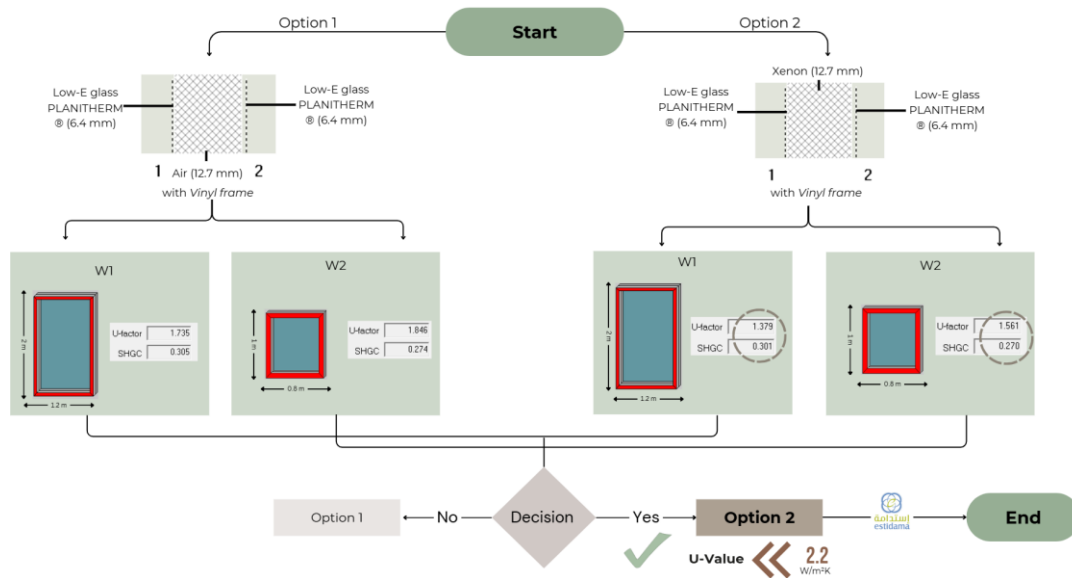 Option 1
Start
Option 2
Low-E glass
PLANITHERM
® (6.4 mm)
Low-E glass
PLANITHERM
® (6.4 mm)
1
Air (12.7 mm)
2
with Vinyl frame
Xenon (12.7 mm)
Low-E glass
PLANITHERM
® (6.4 mm)
Low-E glass
PLANITHERM
® (6.4 mm)
1
2
with Vinyl frame
W1
2 m
1.2 m
U-factor 1.735
SHGC 0.305
W2
1 m
0.8 m
U-factor 1.846
SHGC 0.274
W1
2 m
1.2 m
U-factor 1.379
SHGC 0.301
W2
1 m
0.8 m
U-factor 1.561
SHGC 0.270
Option 1
No
Decision
Yes
Option 2
استدامة
estidama
End
U-Value
2.2
W/m²K